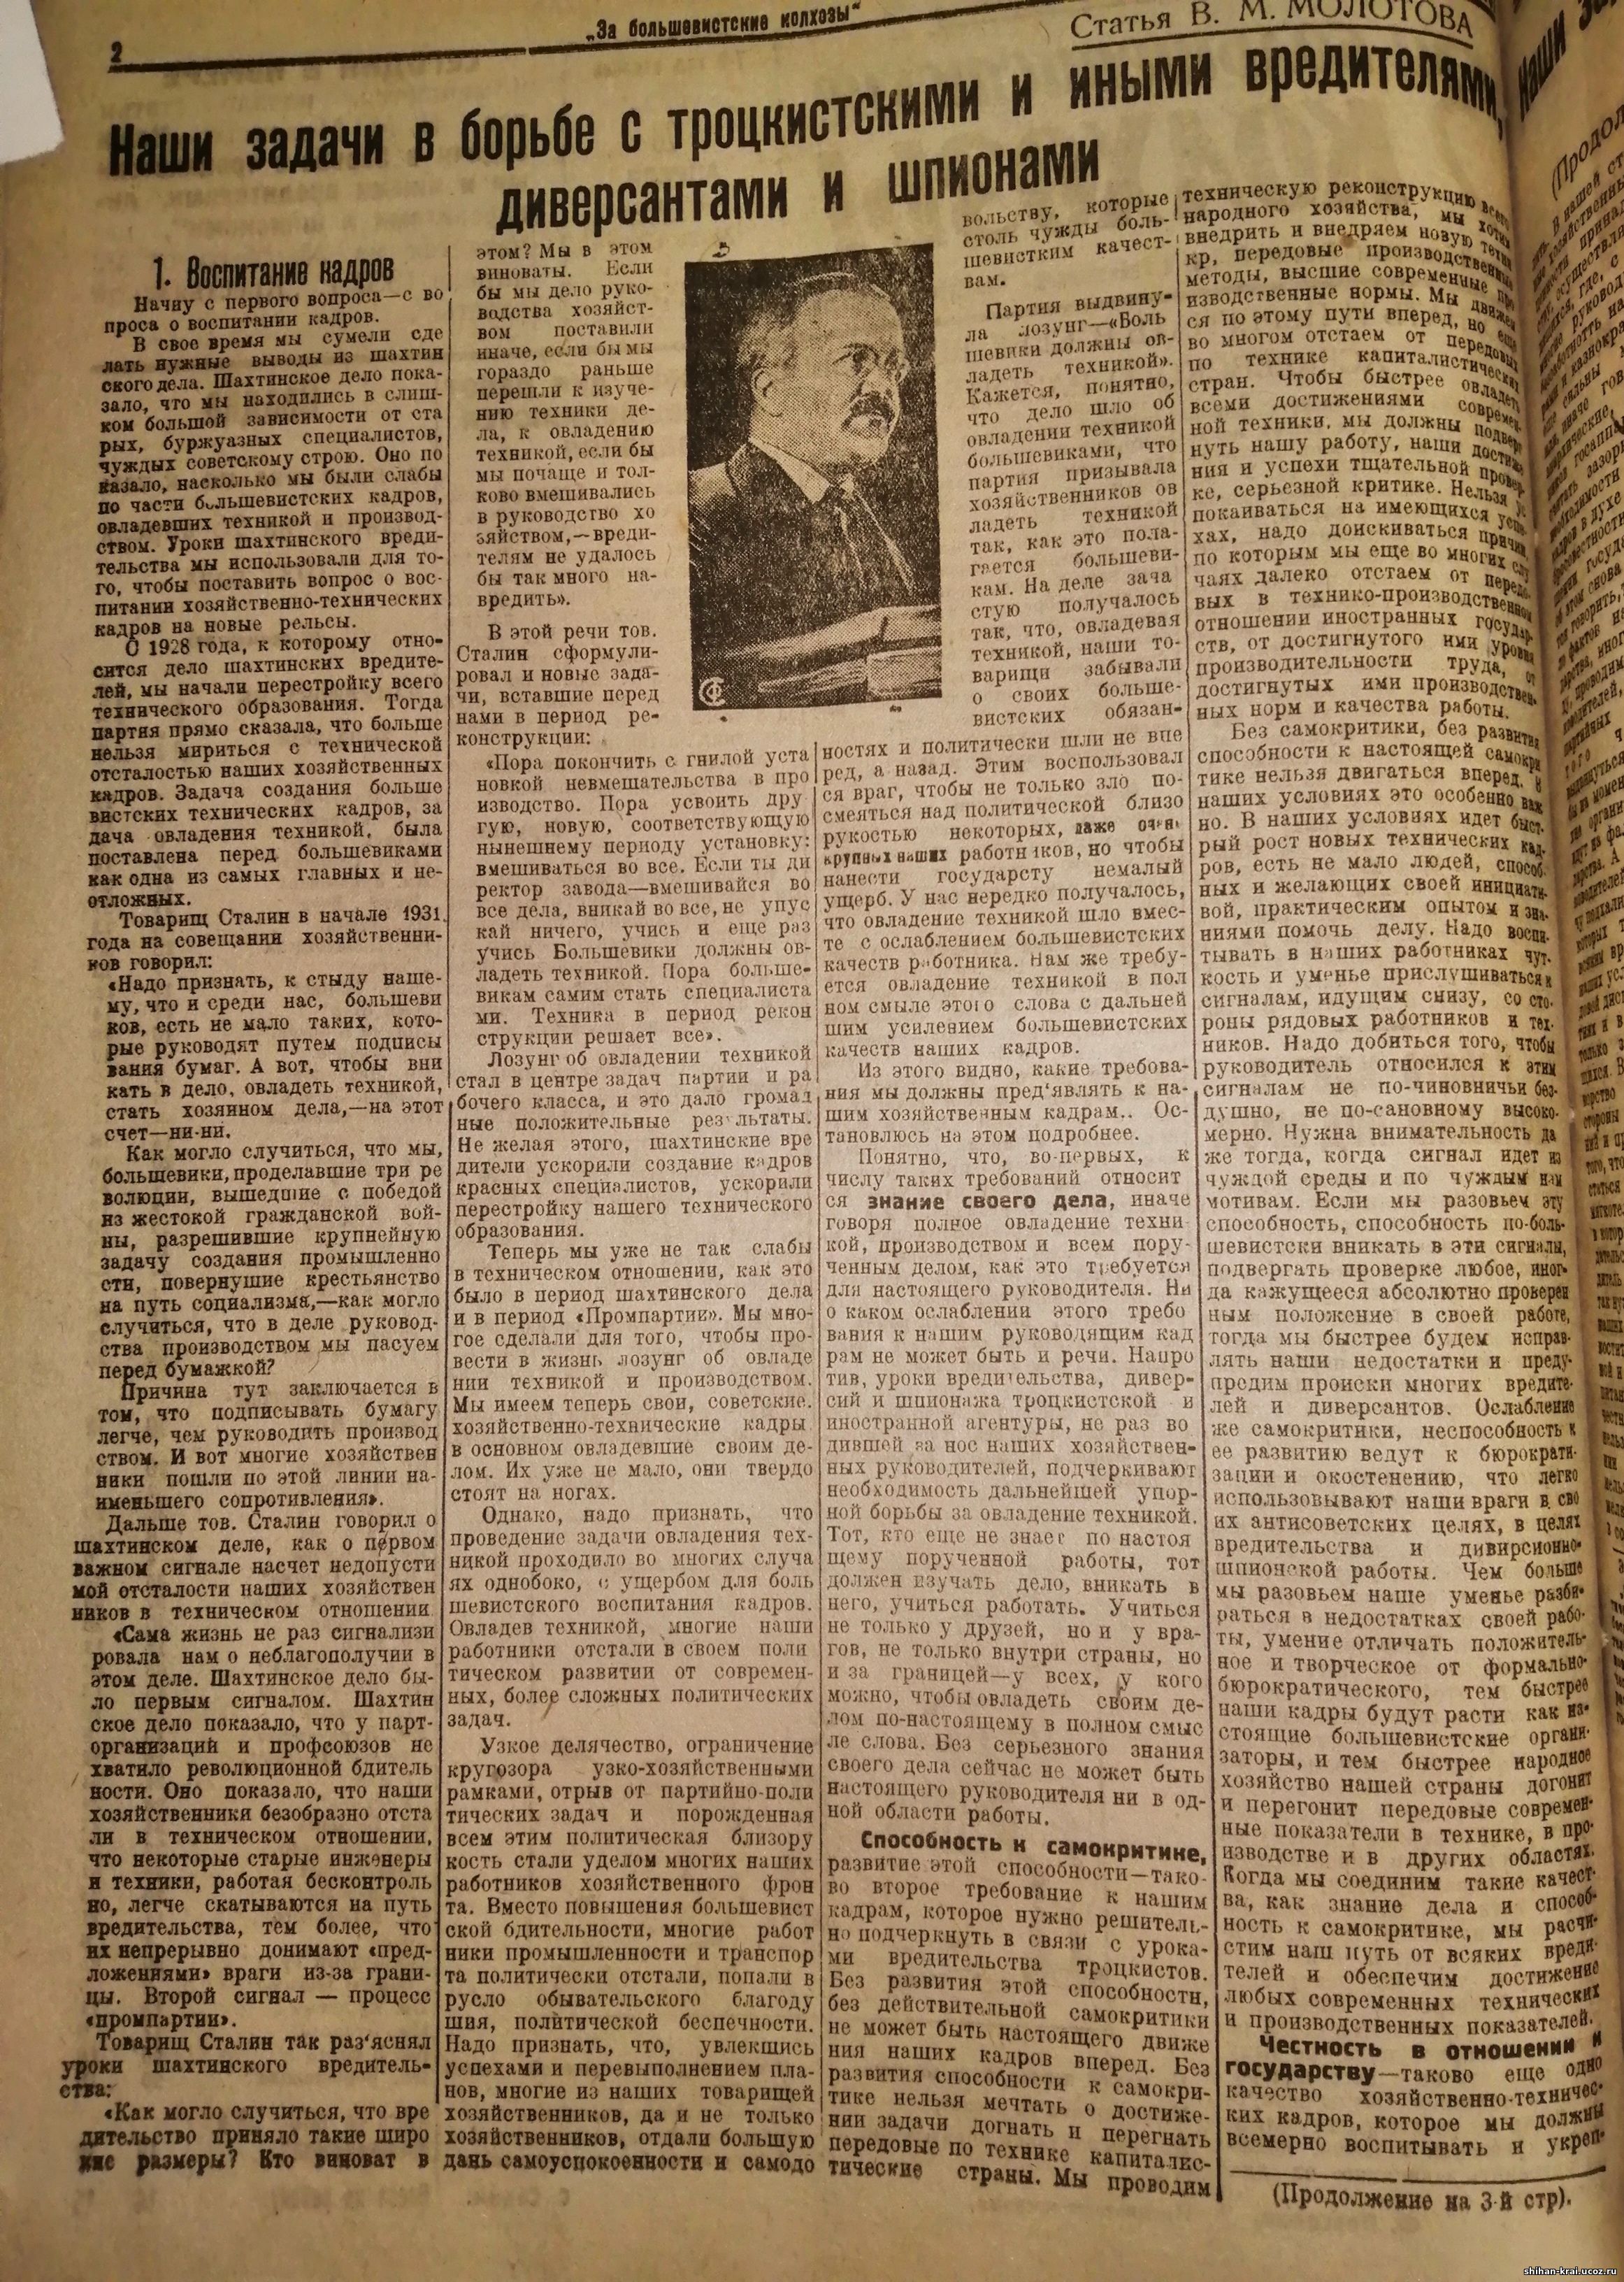 2
„За большевистские колхозы“
Статья В. М. МОЛОТОВА
Наши задачи в борьбе с троцкистскими и иными вредителями,
диверсантами и шпионами
1. Воспитание кадров
Начну с первого вопроса—с во
проса о воспитании кадров.
В свое время мы сумели сде
лать нужные выводы из шахтин
ского дела. Шахтинское дело пока-
зало, что мы находились в слиш-
ком большой зависимости от ста
рых, буржуазных специалистов,
чуждых советскому строю. Оно по
казало, насколько мы были слабы
по части большевистских кадров,
овладевших техникой и производ-
ством. Уроки шахтинского вреди-
тельства мы использовали для то-
го, чтобы поставить вопрос о вос-
питании хозяйственно-технических
кадров на новые рельсы.
С 1928 года, к которому отно-
сится дело шахтинских вредите-
лей, мы начали перестройку всего
технического образования. Тогда
партия прямо сказала, что больше
нельзя мириться с технической
отсталостью наших хозяйственных
кадров. Задача создания больше
вистских технических кадров, за
дача овладения техникой, была
поставлена перед большевиками
как одна из самых главных и не-
отложных.
Товарищ Сталин в начале 1931
года на совещании хозяйственни-
ков говорил:
«Надо признать, к стыду наше-
му, что и среди нас, большеви
ков, есть не мало таких, кото-
рые руководят путем подписы
вания бумаг. А вот, чтобы вни
кать в дело, овладеть техникой,
стать хозяином дела,—на этот
счет—ни-ни.
Как могло случиться, что мы,
большевики, проделавшие три ре
волюции, вышедшие с победой
из жестокой гражданской вой-
ны, разрешившие крупнейную
задачу создания промышленно
сти, повернушие крестьянство
на путь социализма,—как могло
случиться, что в деле руковод-
ства производством мы пасуем
перед бумажкой?
Причина тут заключается в
том, что подписывать бумагу
легче, чем руководить производ
ством. И вот многие хозяйствен
ники пошли по этой линии на-
именьшего сопротивления».
Дальше тов. Сталин говорил о
шахтинском деле, как о первом
важном сигнале насчет недопусти
мой отсталости наших хозяйствен
ников в техническом отношении
«Сама жизнь не раз сигнализи
ровала нам о неблагополучии в
этом деле. Шахтинское дело бы-
ло первым сигналом. Шахтин
ское дело показало, что у парт-
организаций и профсоюзов не
хватило революционной бдитель
ности. Оно показало, что наши
хозяйственники безобразно отста
ли в техническом отношении,
что некоторые старые инженеры
и техники, работая бесконтроль
но, легче скатываются на путь
вредительства, тем более, что
их непрерывно донимают «пред-
ложениями» враги из-за грани-
цы. Второй сигнал — процесс
«промпартии».
Товарищ Сталин так раз'яснял
уроки шахтинского вредитель-
ства:
«Как могло случиться, что вре
дительство приняло такие широ
кие размеры? Кто виноват в
этом? Мы в этом
виноваты. Если
бы мы дело руко-
водства хозяйст-
вом поставили
иначе, если бы мы
гораздо раньше
перешли к изуче-
нию техники де-
ла, к овладению
техникой, если бы
мы почаще и тол-
ково вмешивались
в руководство хо
зяйством,—вреди-
телям не удалось
бы так много на-
вредить».
В этой речи тов.
Сталин сформули-
ровал и новые зада-
чи, вставшие перед
нами в период ре-
конструкции:
«Пора покончить с гнилой уста
новкой невмешательства в про
изводство. Пора усвоить дру
гую, новую, соответствующую
нынешнему периоду установку:
вмешиваться во все. Если ты ди
ректор завода—вмешивайся во
все дела, вникай во все, не упус
кай ничего, учись и еще раз
учись Большевики должны ов-
ладеть техникой. Пора больше-
викам самим стать специалиста
ми. Техника в период рекон
струкции решает все».
Лозунг об овладении техникой
стал в центре задач партии и ра
бочего класса, и это дало громад
ные положительные результаты.
Не желая этого, шахтинские вре
дители ускорили создание кадров
красных специалистов, ускорили
перестройку нашего технического
образования.
Теперь мы уже не так слабы
в техническом отношении, как это
было в период шахтинского дела
и в период «Промпартии». Мы мно-
гое сделали для того, чтобы про-
вести в жизнь лозунг об овладе
нии техникой и производством.
Мы имеем теперь свои, советские.
хозяйственно-технические кадры
в основном овладевшие своим де-
лом. Их уже не мало, они твердо
стоят на ногах.
Однако, надо признать, что
проведение задачи овладения тех-
никой проходило во многих случа
ях однобоко, с ущербом для боль
шевистского воспитания кадров.
Овладев техникой, многие наши
работники отстали в своем поли
тическом развитии от современ-
ных, более сложных политических
задач.
Узкое делячество, ограничение
кругозора узко-хозяйственными
рамками, отрыв от партийно-поли
тических задач и порожденная
всем этим политическая близору
кость стали уделом многих наших
работников хозяйственного фрон
та. Вместо повышения большевист
ской бдительности, многие работ
ники промышленности и транспор
та политически отстали, попали в
русло обывательского благоду
шия, политической беспечности.
Надо признать, что, увлекшись
успехами и перевыполнением пла-
нов, многие из наших товарищей
хозяйственников, да и не только
хозяйственников, отдали большую
дань самоуспокоенности и самодо
вольству, которые
столь чужды боль-
шевистким качест-
вам.
Партия выдвину-
ла лозунг—«Боль
шевики должны ов-
ладеть техникой».
Кажется, понятно,
что дело шло об
овладении техникой
большевиками, что
партия призывала
хозяйственников ов
ладеть техникой
так, как это пола-
гается большеви-
кам. На деле зача
стую получалось
так, что, овладевая
техникой, наши то-
варищи забывали
о своих больше-
вистских обязан-
ностях и политически шли не впе
ред, а назад. Этим воспользовал
ся враг, чтобы не только зло по-
смеяться над политической близо
рукостью некоторых, даже очень
крупных наших работников, но чтобы
нанести государсту немалый
ущерб. У нас нередко получалось,
что овладение техникой шло вмес-
те с ослаблением большевистских
качеств работника. Нам же требу-
ется овладение техникой в пол
ном смыле этого слова с дальней
шим усилением большевистских
качеств наших кадров.
Из этого видно, какие требова-
ния мы должны пред'являть к на-
шим хозяйственным кадрам.. Ос-
тановлюсь на этом подробнее.
Понятно, что, во-первых, к
числу таких требований относит
ся знание своего дела, иначе
говоря полное овладение техни
кой, производством и всем пору-
ченным делом, как это требуется
для настоящего руководителя. Ни
о каком ослаблении этого требо
вания к нашим руководящим кад
рам не может быть и речи. Напро
тив, уроки вредительства, дивер-
сий и шпионажа троцкистской и
иностранной агентуры, не раз во
дившей за нос наших хозяйствен-
ных руководителей, подчеркивают
необходимость дальнейшей упор-
ной борьбы за овладение техникой.
Тот, кто еще не знает по настоя
щему порученной работы, тот
должен изучать дело, вникать в
него, учиться работать. Учиться
не только у друзей, но и у вра-
гов, не только внутри страны, но
и за границей—у всех, у кого
можно, чтобы овладеть своим де-
лом по-настоящему в полном смыс
ле слова. Без серьезного знания
своего дела сейчас не может быть
настоящего руководителя ни в од-
ной области работы.
Способность к самокритике,
развитие этой способности—тако-
во второе требование к нашим
кадрам, которое нужно решитель-
но подчеркнуть в связи с урока-
ми вредительства троцкистов.
Без развития этой способности,
без действительной самокритики
не может быть настоящего движе
ния наших кадров вперед. Без
развития способности к самокри-
тике нельзя мечтать о достиже-
нии задачи догнать и перегнать
передовые по технике капиталис-
тические страны. Мы проводим
техническую реконструкцию всего
народного хозяйства, мы хотим
внедрить и внедряем новую техни
кр, передовые производственные
методы, высшие современные про
изводственные нормы. Мы движем
ся по этому пути вперед, но еще
во многом отстаем от передовых
по технике капиталистических
стран. Чтобы быстрее овладеть
всеми достижениями современ-
ной техники, мы должны подверг
нуть нашу работу, наши достиже
ния и успехи тщательной провер-
ке, серьезной критике. Нельзя ус
покаиваться на имеющихся успе
хах, надо доискиваться причин,
по которым мы еще во многих слу
чаях далеко отстаем от передо-
вых в технико-производственном
отношении иностранных государ-
ств, от достигнутого ими уровня
производительности труда, от
достигнутых ими производствен-
ных норм и качества работы.
Без самокритики, без развития
способности к настоящей самокри
тике нельзя двигаться вперед. В
наших условиях это особенно важ
но. В наших условиях идет быст-
рый рост новых технических кад-
ров, есть не мало людей, способ-
ных и желающих своей инициати-
вой, практическим опытом и зна-
ниями помочь делу. Надо воспи-
тывать в наших работниках чут-
кость и уменье прислушиваться к
сигналам, идущим снизу, со сто-
роны рядовых работников и тех-
ников. Надо добиться того, чтобы
руководитель относился к этим
сигналам не по-чиновничьи без-
душно, не по-сановному высоко-
мерно. Нужна внимательность да
же тогда, когда сигнал идет из
чуждой среды и по чуждым нам
мотивам. Если мы разовьем эту
способность, способность по-боль-
шевистски вникать в эти сигналы,
подвергать проверке любое, иног-
да кажущееся абсолютно проверен
ным положение в своей работе,
тогда мы быстрее будем исправ-
лять наши недостатки и преду-
предим происки многих вредите-
лей и диверсантов. Ослабление
же самокритики, неспособность к
ее развитию ведут к бюрократи-
зации и окостенению, что легко
использовывают наши враги в сво
их антисоветских целях, в целях
вредительства и дивирсионно-
шпионской работы. Чем больше
мы разовьем наше уменье разби-
раться в недостатках своей рабо-
ты, умение отличать положитель-
ное и творческое от формально-
бюрократического, тем быстрее
наши кадры будут расти как на-
стоящие большевистские органи-
заторы, и тем быстрее народное
хозяйство нашей страны догонит
и перегонит передовые современ-
ные показатели в технике, в про-
изводстве и в других областях.
Когда мы соединим такие качест-
ва, как знание дела и способ-
ность к самокритике, мы расчи-
стим наш путь от всяких вреди-
телей и обеспечим достижение
любых современных технических
и производственных показателей.
Честность в отношении к
государству—таково еще одно
качество хозяйственно-техничес-
ких кадров, которое мы должны
всемерно воспитывать и укреп-
(Продолжение на 3-й стр).
shihan-krai.ucoz.ru